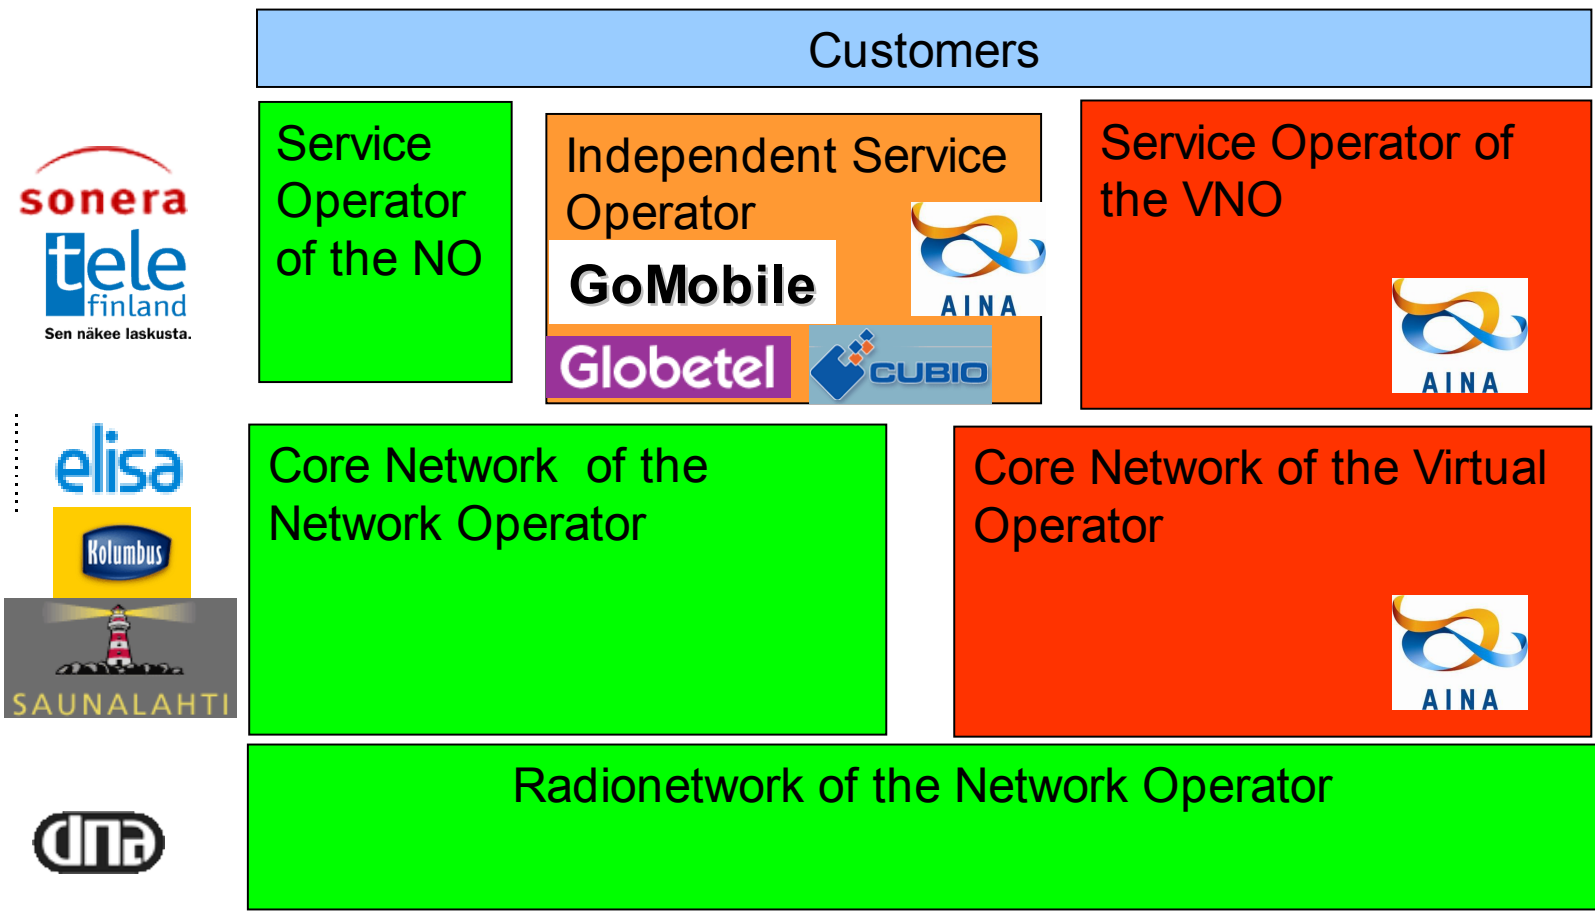 Customers
Service
Operator
of the NO
Independent Service
Operator
GoMobile
AINA
Globetel
CUBIO
Service Operator of
the VNO
AINA
sonera
tele
finland
Sen näkee laskusta.
elisa
Kolumbus
SAUNALAHTI
Core Network of the
Network Operator
Core Network of the Virtual
Operator
AINA
dna
Radionetwork of the Network Operator